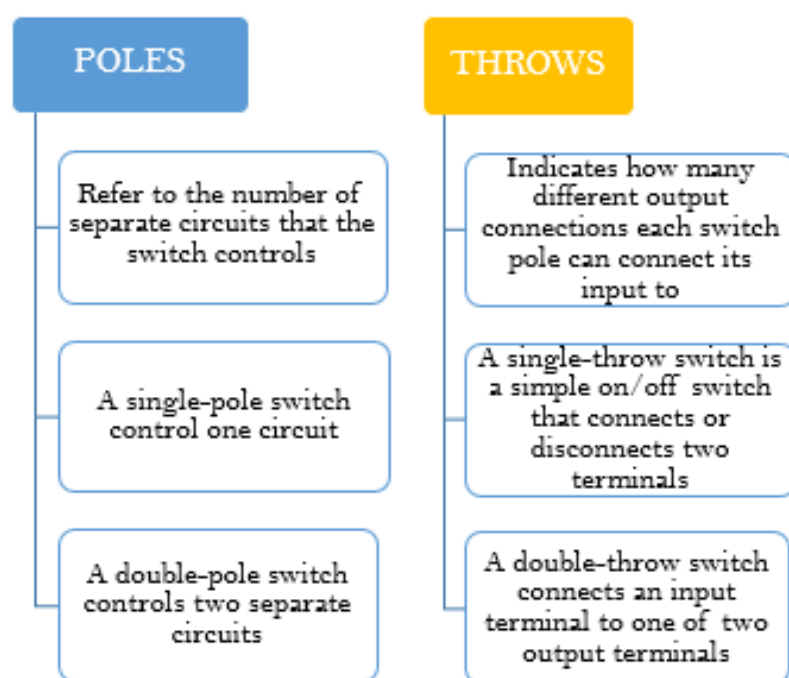 POLES
Refer to the number of
separate circuits that the
switch controls
A single-pole switch
control one circuit
A double-pole switch
controls two separate
circuits
THROWS
Indicates how many
different output
connections each switch
pole can connect its
input to
A single-throw switch is
a simple on/off switch
that connects or
disconnects two
terminals
A double-throw switch
connects an input
terminal to one of two
output terminals